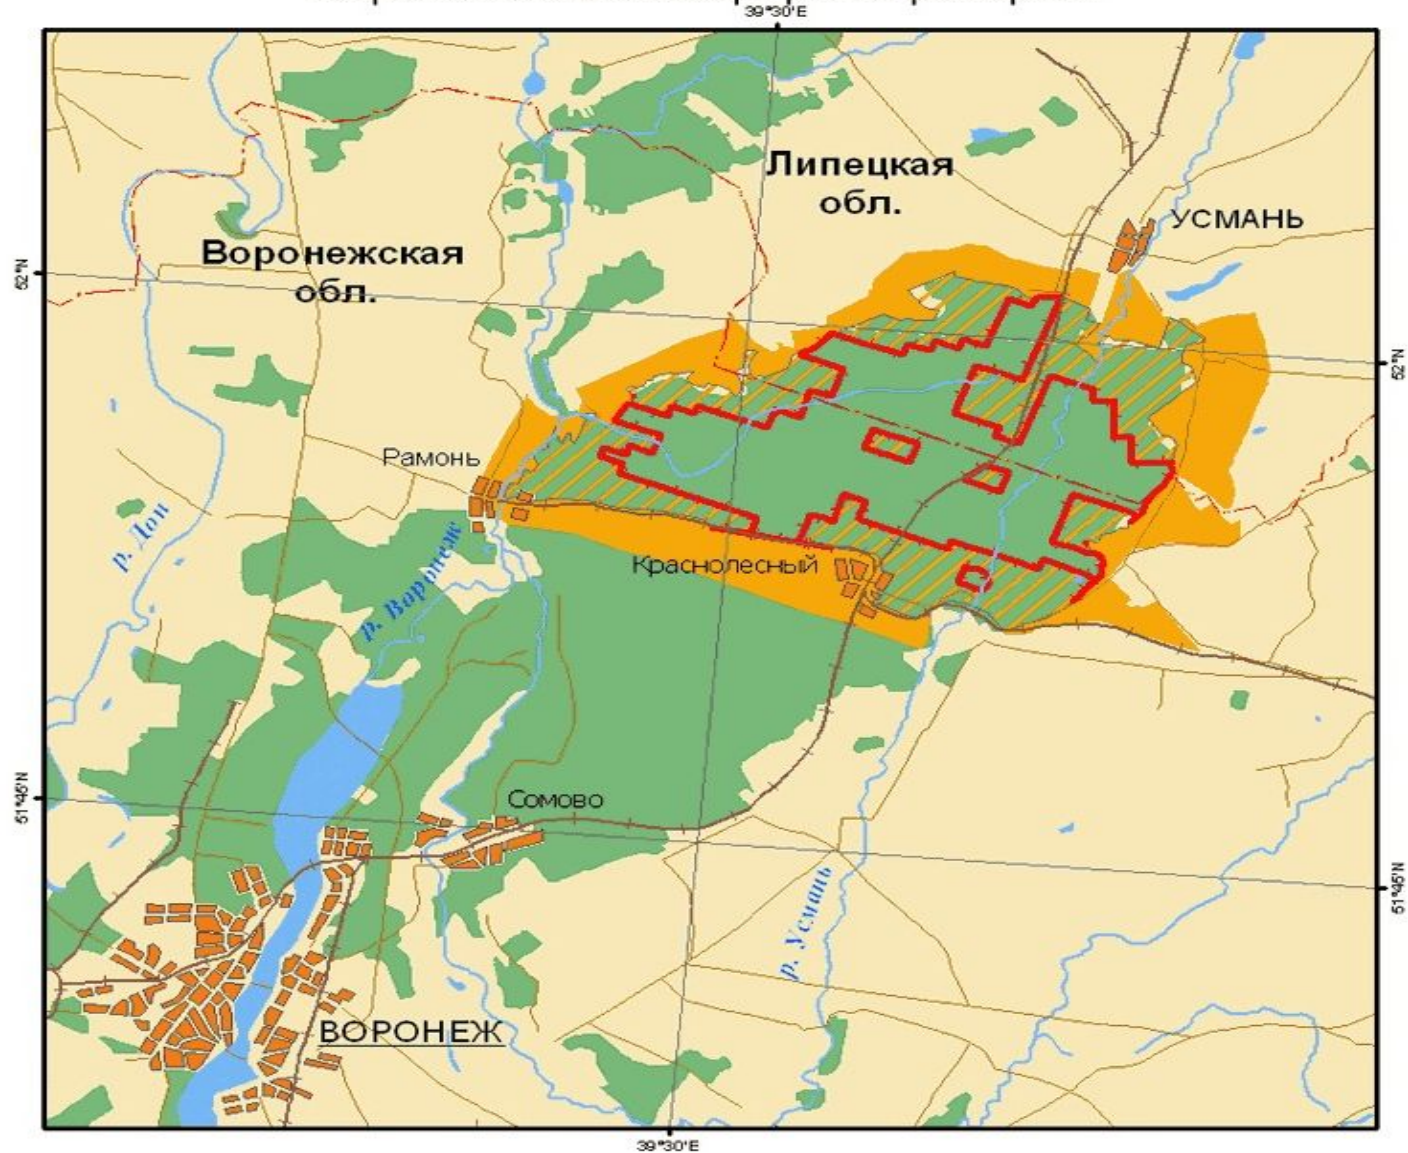 39°30'E
Липецкая
обл.
УСМАНЬ
Воронежская
обл.
52°N
52°N
Рамонь
р. Дон
р. Воронеж
Краснолесный
51°45'N
Сомово
51°45'N
р. Усмань
ВОРОНЕЖ
39°30'E